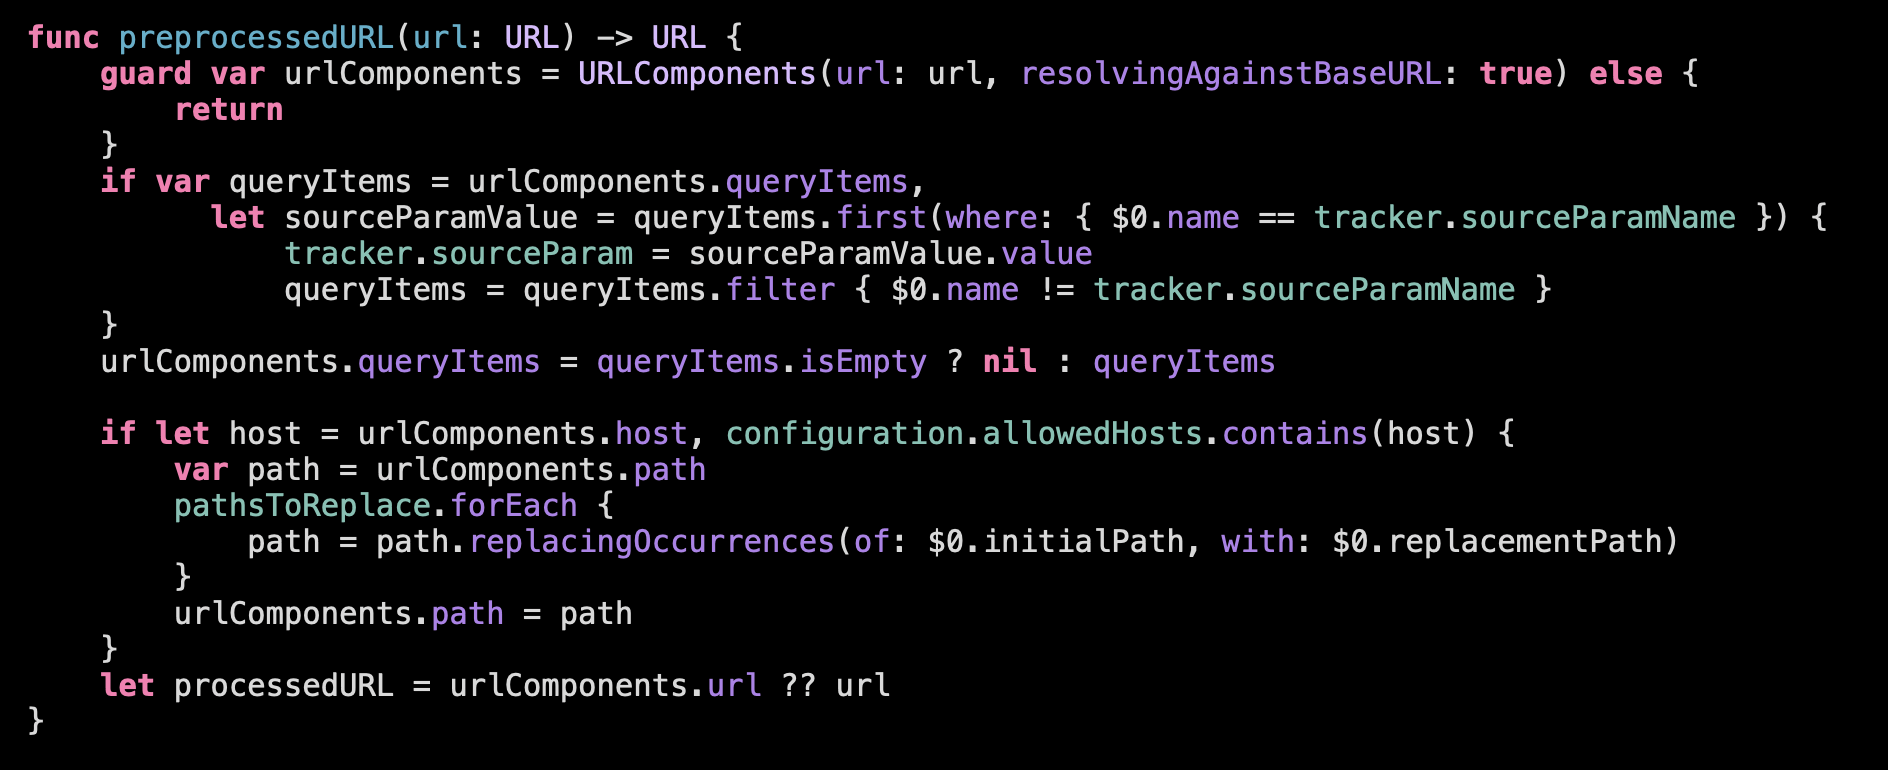 func preprocessedURL(url: URL) -> URL {
    guard var urlComponents = URLComponents(url: url, resolvingAgainstBaseURL: true) else {
        return
    }
    if var queryItems = urlComponents.queryItems,
          let sourceParamValue = queryItems.first(where: { $0.name == tracker.sourceParamName }) {
              tracker.sourceParam = sourceParamValue.value
              queryItems = queryItems.filter { $0.name != tracker.sourceParamName }
    }
    urlComponents.queryItems = queryItems.isEmpty ? nil : queryItems

    if let host = urlComponents.host, configuration.allowedHosts.contains(host) {
        var path = urlComponents.path
        pathsToReplace.forEach {
            path = path.replacingOccurrences(of: $0.initialPath, with: $0.replacementPath)
        }
        urlComponents.path = path
    }
    let processedURL = urlComponents.url ?? url
}